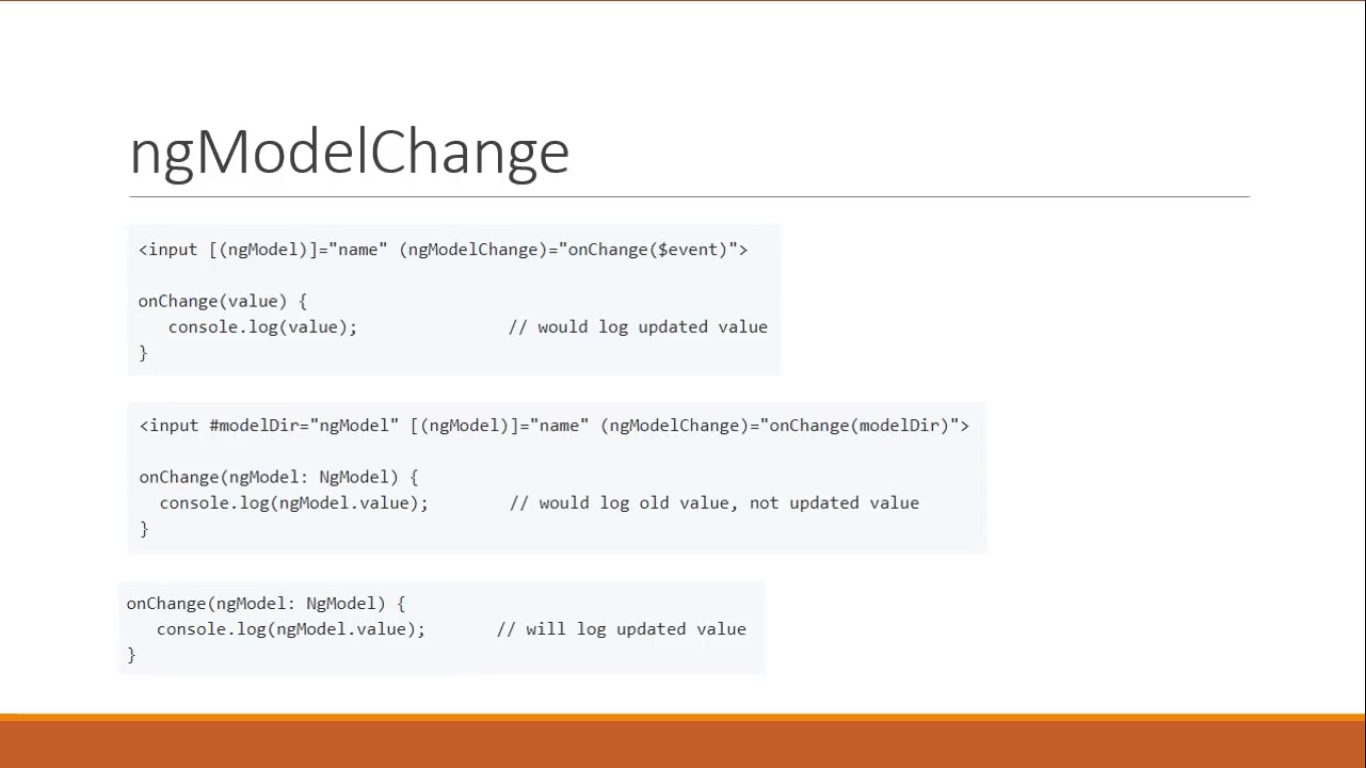 ngModelChange
<input [(ngModel)]="name" (ngModelChange)="onChange($event)">
onChange(value) {
   console.log(value);               // would log updated value
}
<input #modelDir="ngModel" [(ngModel)]="name" (ngModelChange)="onChange(modelDir)">
onChange(ngModel: NgModel) {
  console.log(ngModel.value);        // would log old value, not updated value
}
onChange(ngModel: NgModel) {
   console.log(ngModel.value);       // will log updated value
}